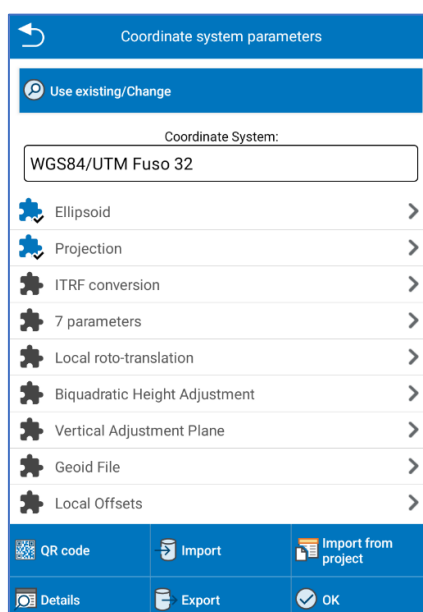 Coordinate system parameters
Use existing/Change
Coordinate System:
WGS84/UTM Fuso 32
Ellipsoid
Projection
ITRF conversion
7 parameters
Local roto-translation
Biquadratic Height Adjustment
Vertical Adjustment Plane
Geoid File
Local Offsets
QR code
Import
Import from
project
Details
Export
OK